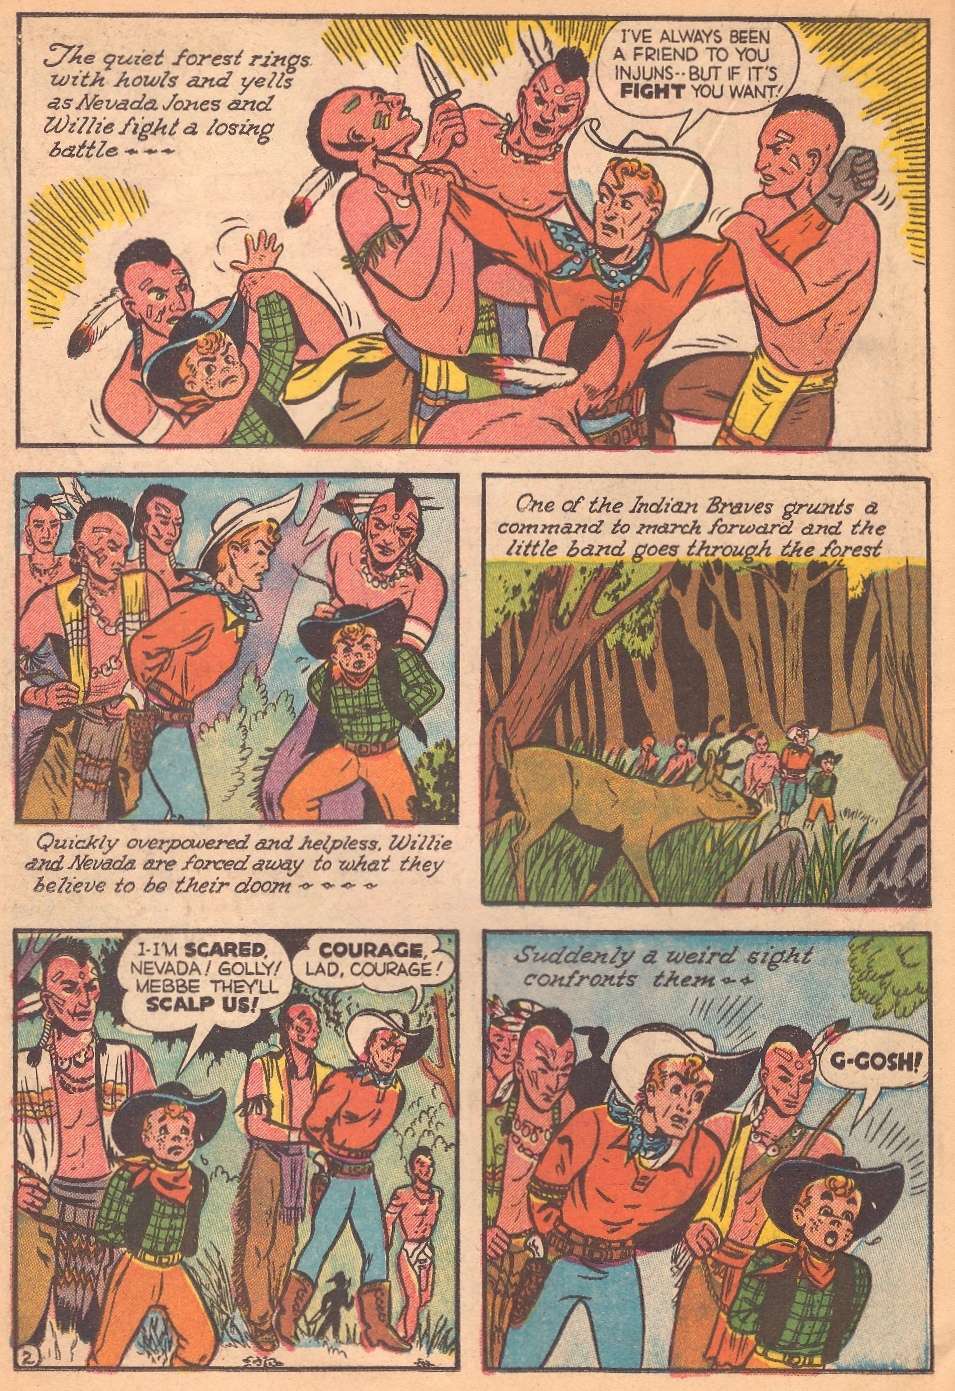 The quiet forest rings
with howls and yells
as Nevada Jones and
Willie fight a losing
battle ~ ~ ~
I'VE ALWAYS BEEN
A FRIEND TO YOU
INJUNS-- BUT IF IT'S
FIGHT YOU WANT!
Quickly overpowered and helpless, Willie
and Nevada are forced away to what they
believe to be their doom ~ ~ ~ ~
One of the Indian Braves grunts a
command to march forward and the
little band goes through the forest
I-I'M SCARED,
NEVADA! GOLLY!
MEBBE THEY'LL
SCALP US!
COURAGE,
LAD, COURAGE!
2
Suddenly a weird sight
confronts them ~ ~
G-GOSH!